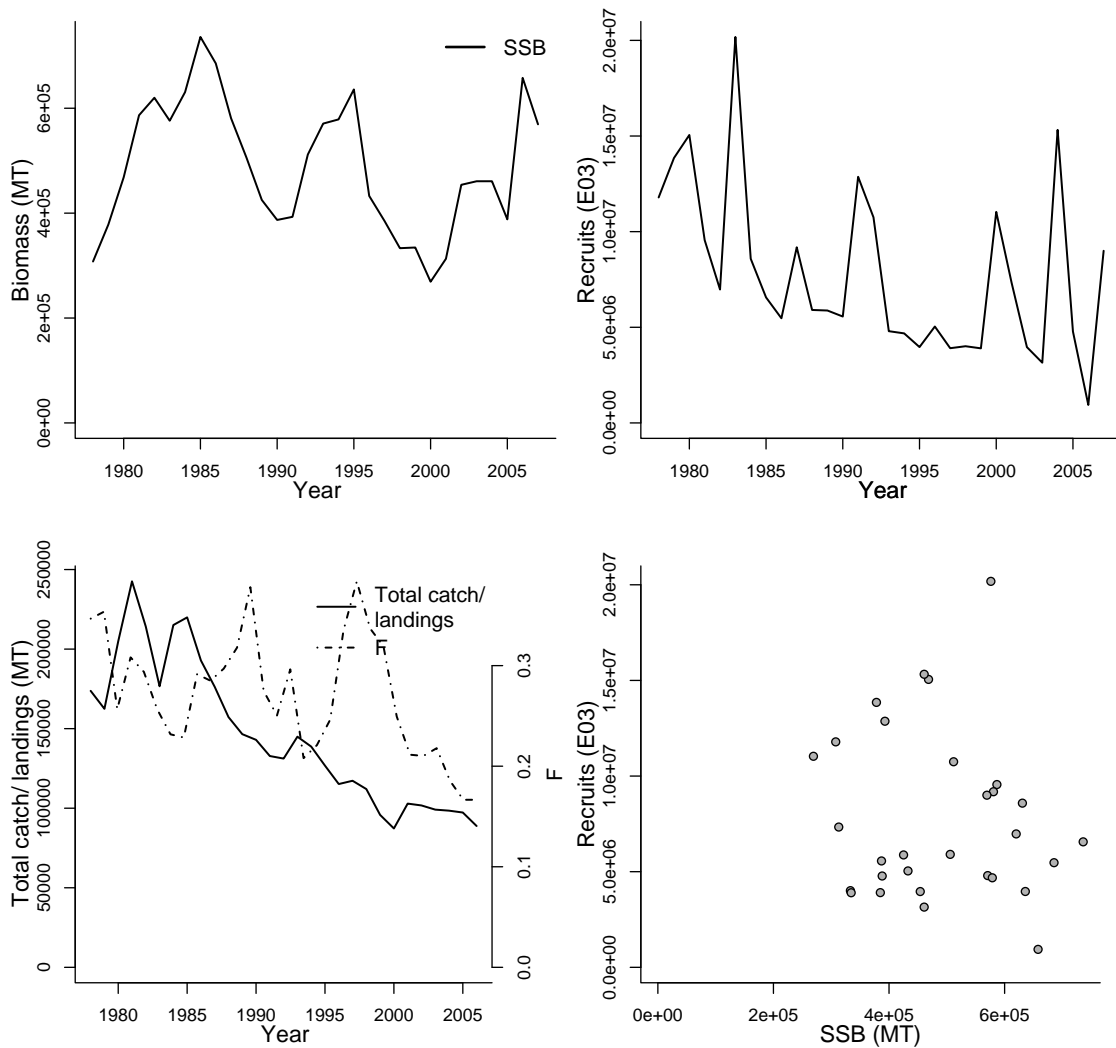 SSB
Biomass (MT)
0e+00 2e+05 4e+05 6e+05
1980 1985 1990 1995 2000 2005
Year
Recruits (E03)
0.0e+00 5.0e+06 1.0e+07 1.5e+07 2.0e+07
1980 1985 1990 1995 2000 2005
Year
Total catch/
landings
F
Total catch/ landings (MT)
0 50000 100000 150000 200000 250000
0.0 0.1 0.2 0.3
F
1980 1985 1990 1995 2000 2005
Year
Recruits (E03)
0.0e+00 5.0e+06 1.0e+07 1.5e+07 2.0e+07
0e+00 2e+05 4e+05 6e+05
SSB (MT)